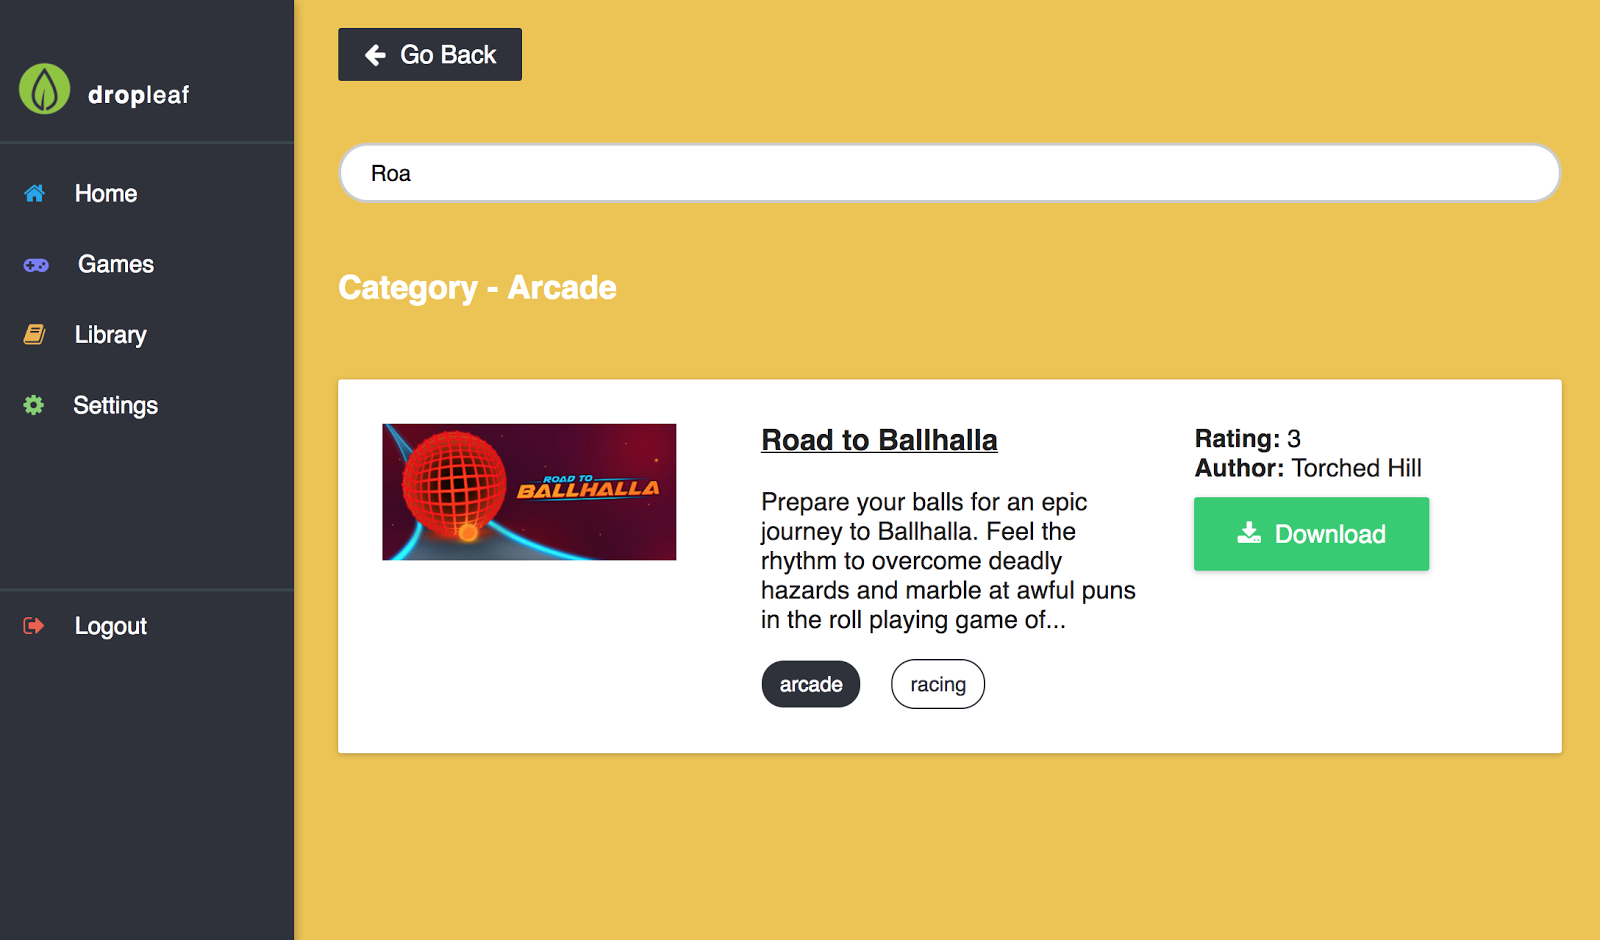 dropleaf
Home
Games
Library
Settings
Logout
Go Back
Roa
Category - Arcade
ROAD TO
BALLHALLA
Road to Ballhalla
Prepare your balls for an epic
journey to Ballhalla. Feel the
rhythm to overcome deadly
hazards and marble at awful puns
in the roll playing game of...
arcade racing
Rating: 3
Author: Torched Hill
Download